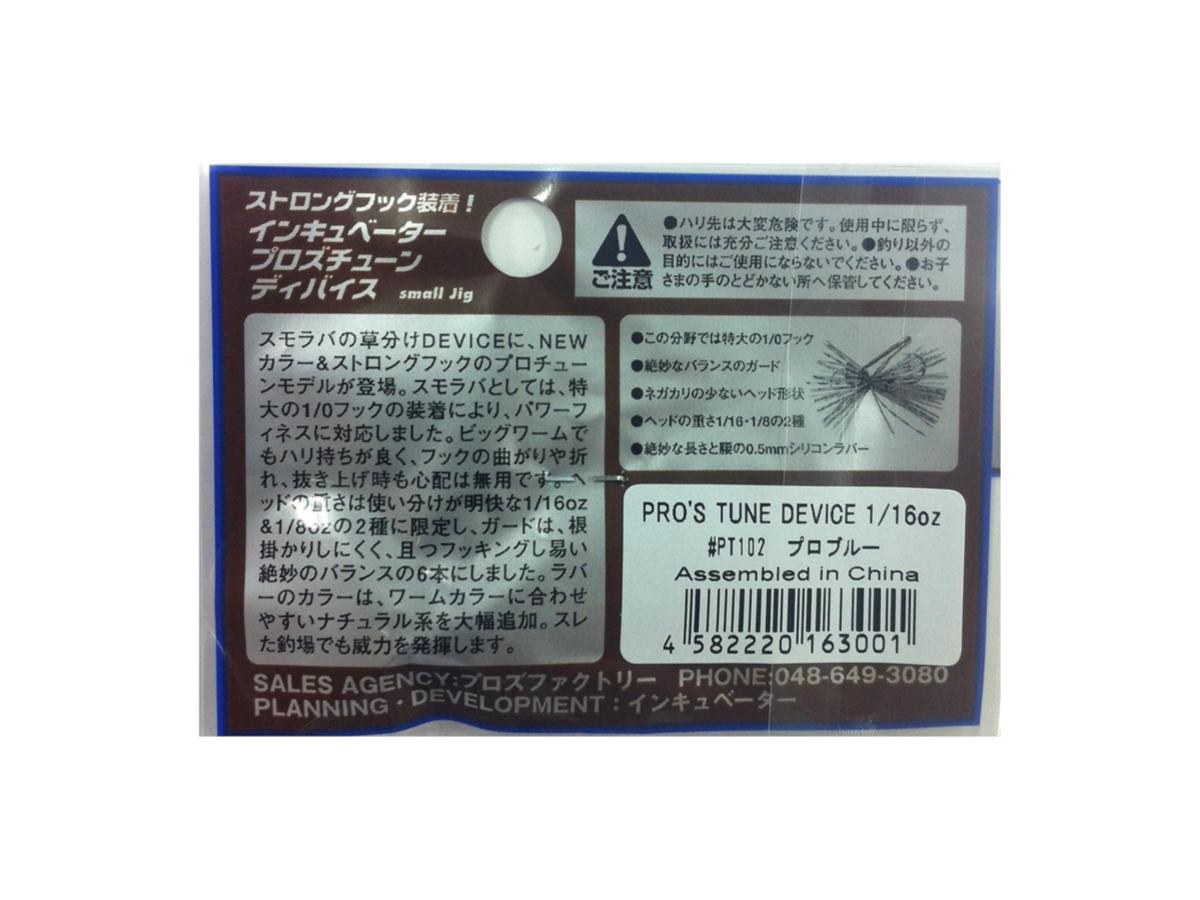 ストロングフック装着!
インキュベーター
プロズチューン
ディバイス small Jig
ご注意
●ハリ先は大変危険です。使用中に限らず、
取扱には充分ご注意ください。●釣り以外の
目的にはご使用にならないでください。●お子
さまの手のとどかない所へ保管してください。
スモラバの草分けDEVICEに、NEW
カラー&ストロングフックのプロチュー
ンモデルが登場。スモラバとしては、特
大の1/0フックの装着により、パワーフ
ィネスに対応しました。ビッグワームで
もハリ持ちが良く、フックの曲がりや折
れ、抜き上げ時も心配は無用です。ヘ
ッドの重さは使い分けが明快な1/16oz
&1/8ozの2種に限定し、ガードは、根
掛かりしにくく、且つフッキングし易い
絶妙のバランスの6本にしました。ラバ
ーのカラーは、ワームカラーに合わせ
やすいナチュラル系を大幅追加。スレ
た釣場でも威力を発揮します。
●この分野では特大の1/0フック
●絶妙なバランスのガード
●ネガカリの少ないヘッド形状
●ヘッドの重さ1/16・1/8の2種
●絶妙な長さと腰の0.5mmシリコンラバー
PRO'S TUNE DEVICE 1/16oz
#PT102 プロブルー
Assembled in China
4 582220 163001
SALES AGENCY:プロズファクトリー PHONE:048-649-3080
PLANNING・DEVELOPMENT:インキュベーター